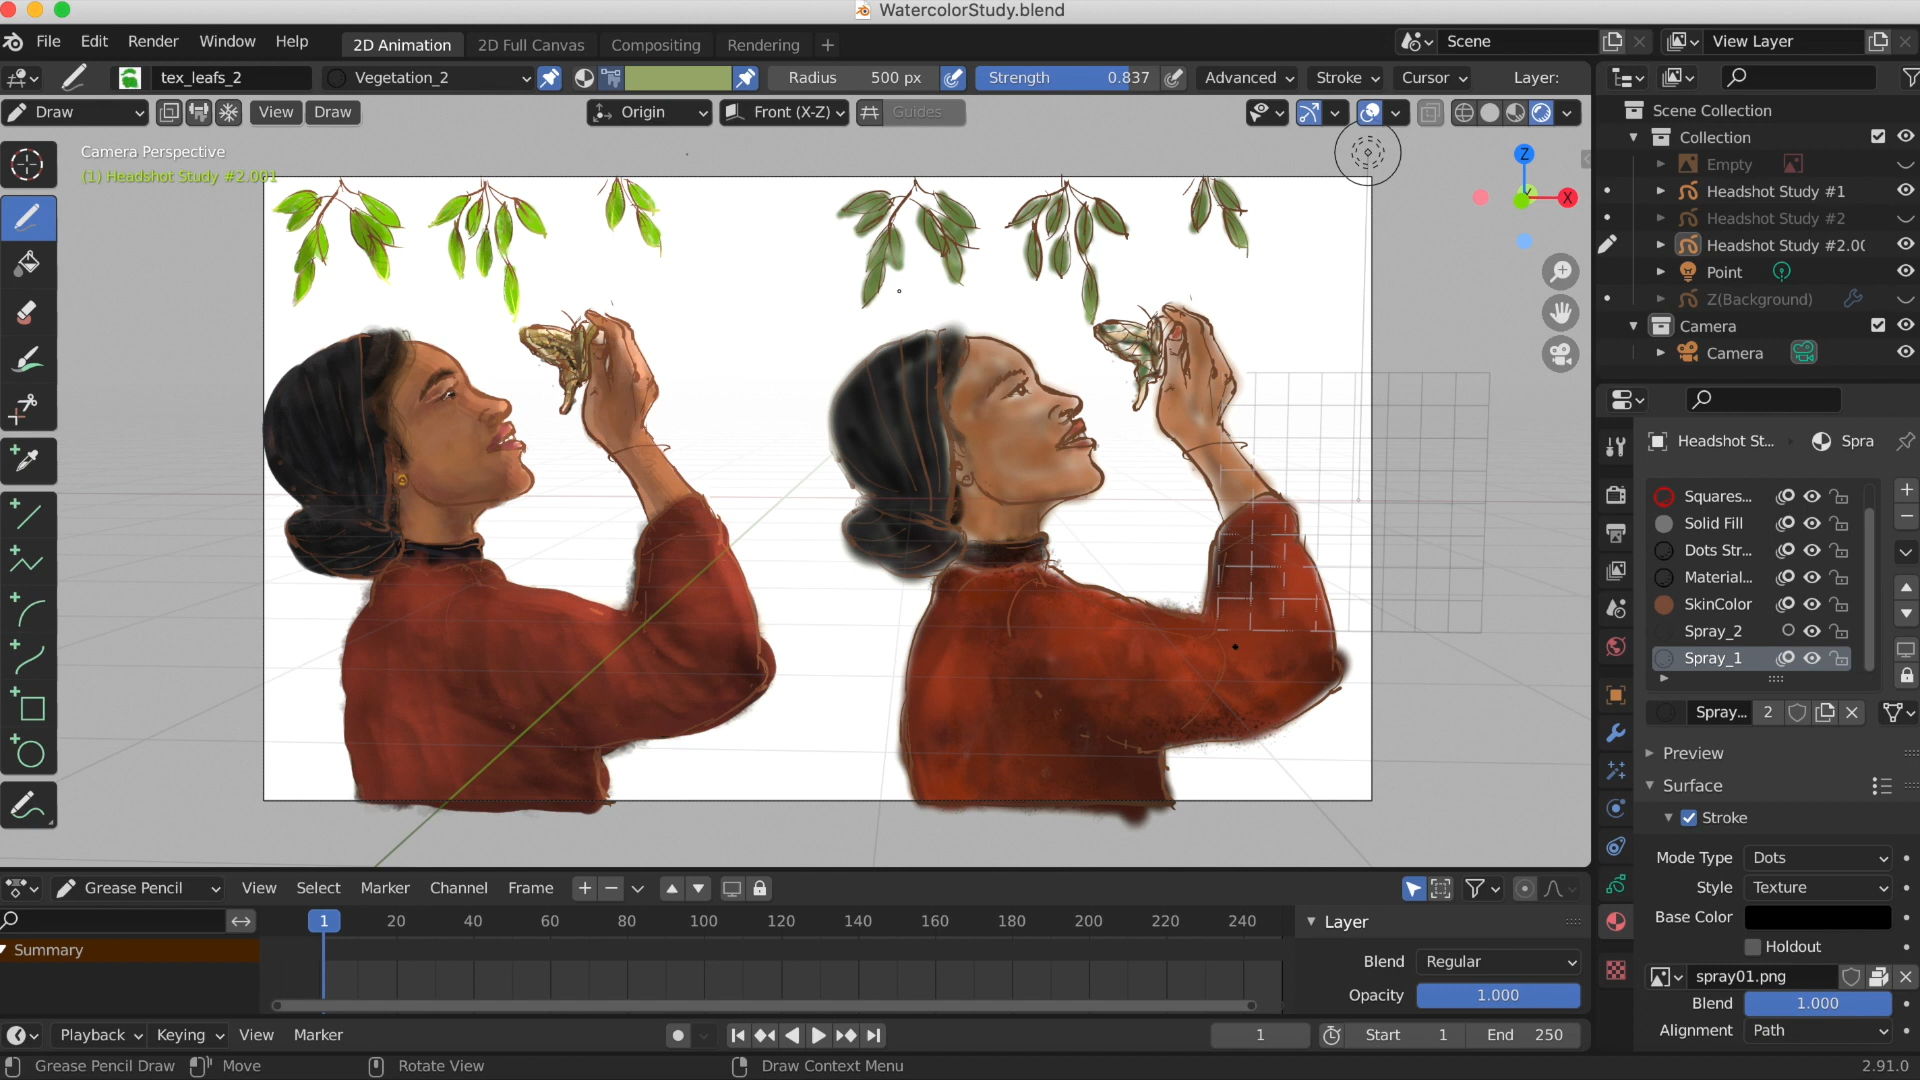 WatercolorStudy.blend
File Edit Render Window Help 2D Animation 2D Full Canvas Compositing Rendering + Scene View Layer
tex_leafs_2 Vegetation_2 Radius 500 px Strength 0.837 Advanced Stroke Cursor Layer:
Draw View Draw Origin Front (X-Z) Guides
Camera Perspective
(1) Headshot Study #2.001
Z
Y
X
Scene Collection
Collection
Empty
Headshot Study #1
Headshot Study #2
Headshot Study #2.00
Point
Z(Background)
Camera
Camera
Headshot St... Spra
Squares...
Solid Fill
Dots Str...
Material...
SkinColor
Spray_2
Spray_1
Spray... 2
Preview
Surface
Stroke
Mode Type Dots
Style Texture
Base Color
Holdout
spray01.png
Blend 1.000
Alignment Path
Grease Pencil View Select Marker Channel Frame
1 20 40 60 80 100 120 140 160 180 200 220 240
Summary
Layer
Blend Regular
Opacity 1.000
Playback Keying View Marker 1 Start 1 End 250
Grease Pencil Draw Move Rotate View Draw Context Menu 2.91.0